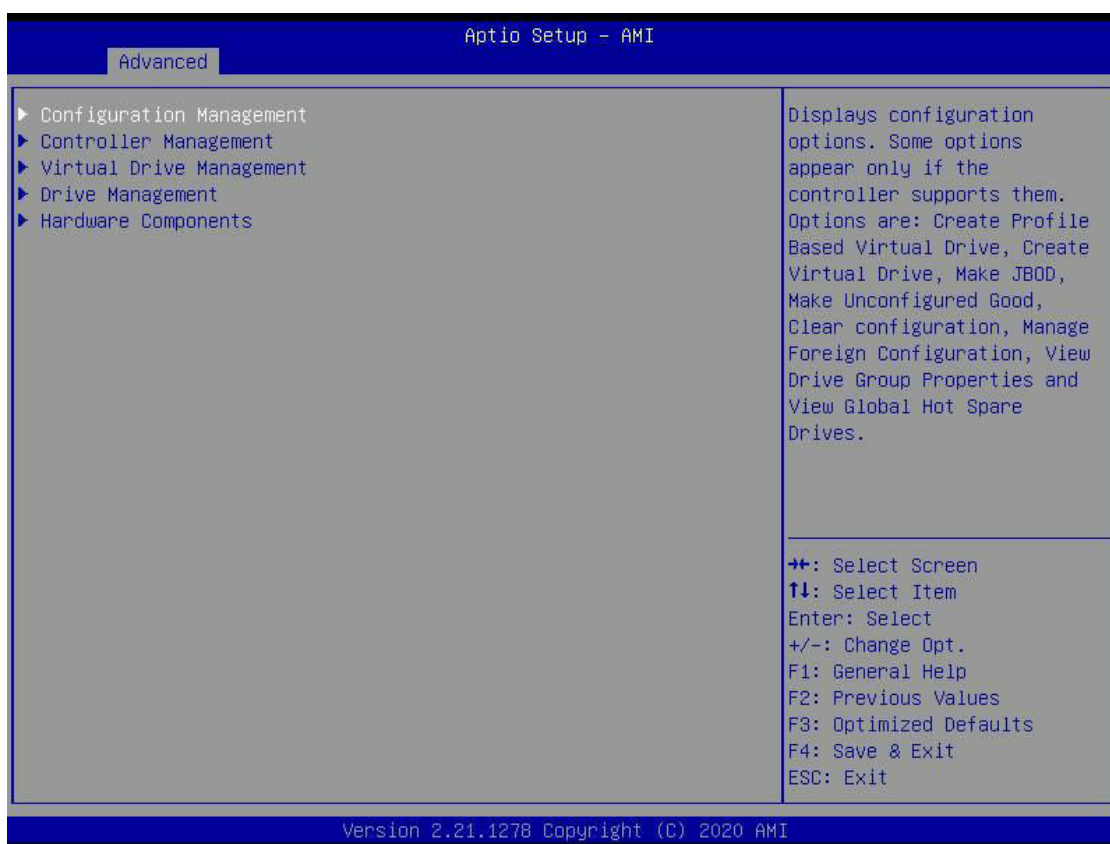 Aptio Setup - AMI
Advanced
Configuration Management
Controller Management
Virtual Drive Management
Drive Management
Hardware Components
Displays configuration
options. Some options
appear only if the
controller supports them.
Options are: Create Profile
Based Virtual Drive, Create
Virtual Drive, Make JBOD,
Make Unconfigured Good,
Clear configuration, Manage
Foreign Configuration, View
Drive Group Properties and
View Global Hot Spare
Drives.
→←: Select Screen
↑↓: Select Item
Enter: Select
+/-: Change Opt.
F1: General Help
F2: Previous Values
F3: Optimized Defaults
F4: Save & Exit
ESC: Exit
Version 2.21.1278 Copyright (C) 2020 AMI